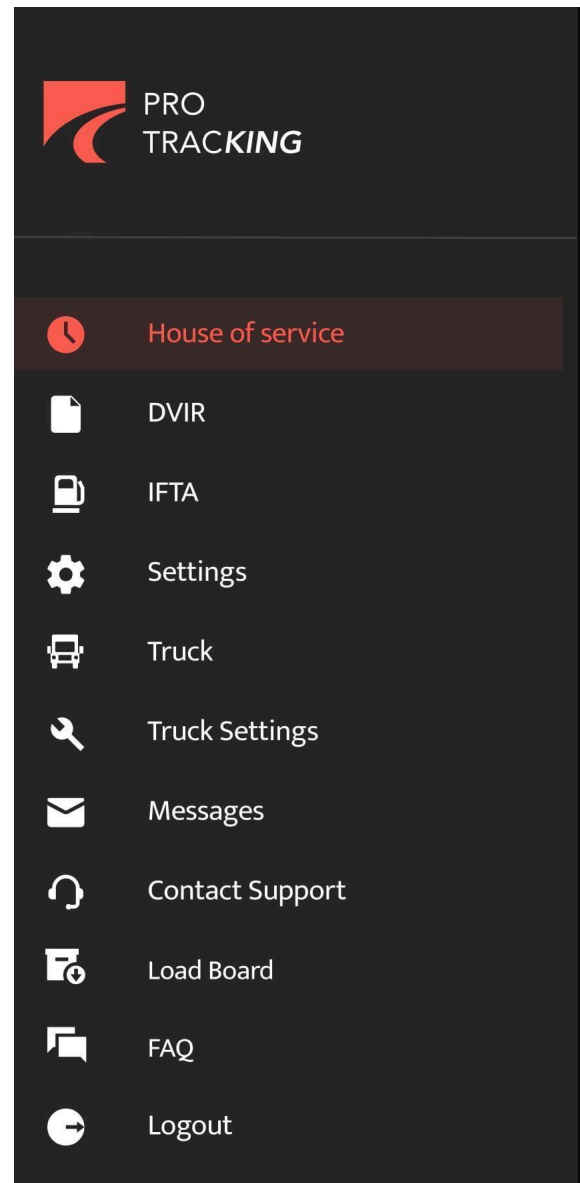 PRO
TRACKING
House of service
DVIR
IFTA
Settings
Truck
Truck Settings
Messages
Contact Support
Load Board
FAQ
Logout